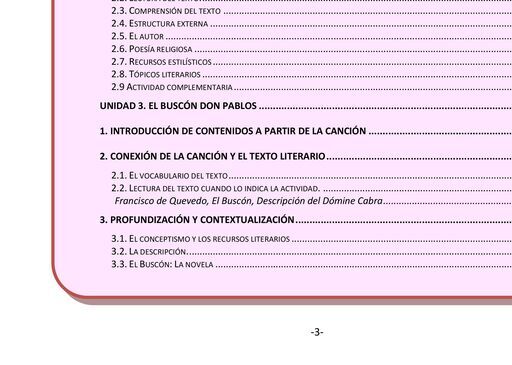 2.3. Comprensión del texto
2.4. Estructura externa
2.5. El autor
2.6. Poesía religiosa
2.7. Recursos estilísticos
2.8. Tópicos literarios
2.9 Actividad complementaria
UNIDAD 3. EL BUSCÓN DON PABLOS
1. INTRODUCCIÓN DE CONTENIDOS A PARTIR DE LA CANCIÓN
2. CONEXIÓN DE LA CANCIÓN Y EL TEXTO LITERARIO
2.1. El vocabulario del texto
2.2. Lectura del texto cuando lo indica la actividad.
Francisco de Quevedo, El Buscón, Descripción del Dómine Cabra
3. PROFUNDIZACIÓN Y CONTEXTUALIZACIÓN
3.1. El conceptismo y los recursos literarios
3.2. La descripción
3.3. El Buscón: La novela
-3-